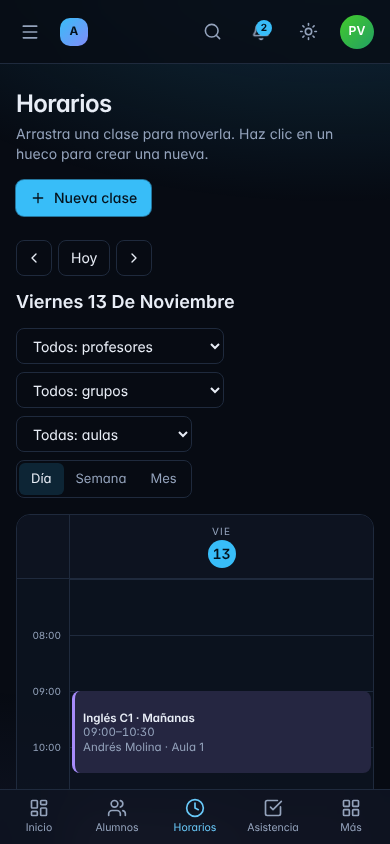 A
2
PV
Horarios
Arrastra una clase para moverla. Haz clic en un
hueco para crear una nueva.
+ Nueva clase
Hoy
Viernes 13 De Noviembre
Todos: profesores
Todos: grupos
Todas: aulas
Día Semana Mes
VIE
13
08:00
09:00
Inglés C1 · Mañanas
09:00–10:30
Andrés Molina · Aula 1
10:00
Inicio Alumnos Horarios Asistencia Más